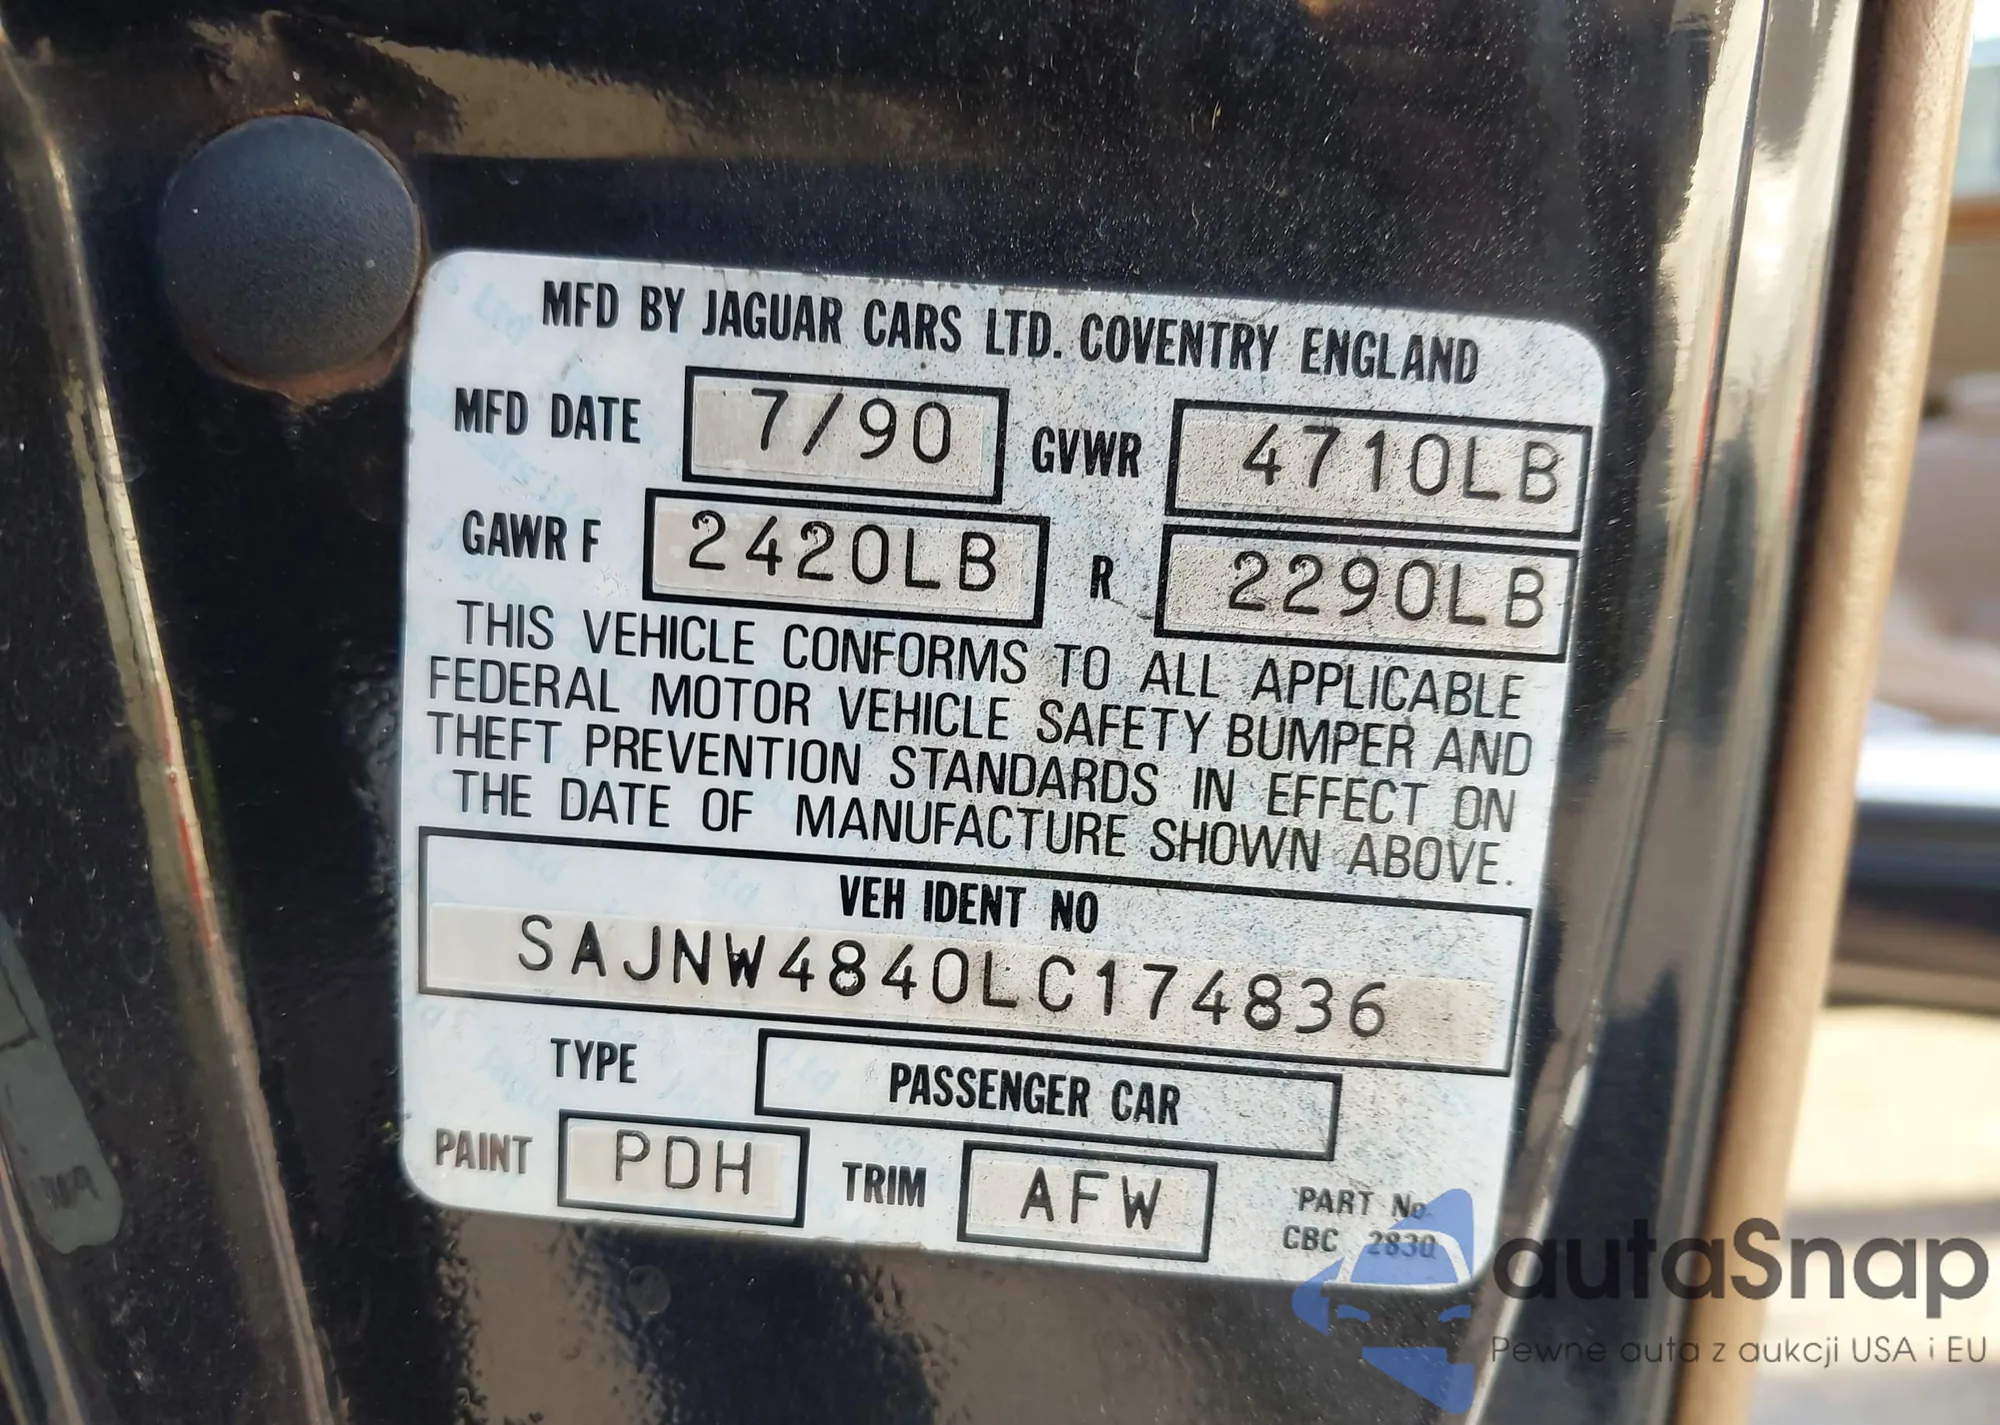 MFD BY JAGUAR CARS LTD. COVENTRY ENGLAND
MFD DATE 7/90 GVWR 4710LB
GAWR F 2420LB R 2290LB
THIS VEHICLE CONFORMS TO ALL APPLICABLE
FEDERAL MOTOR VEHICLE SAFETY BUMPER AND
THEFT PREVENTION STANDARDS IN EFFECT ON
THE DATE OF MANUFACTURE SHOWN ABOVE.
VEH IDENT NO
SAJNW4840LC174836
TYPE PASSENGER CAR
PAINT PDH TRIM AFW
PART No
CBC 2830
autaSnap
Pewne auta z aukcji USA i EU